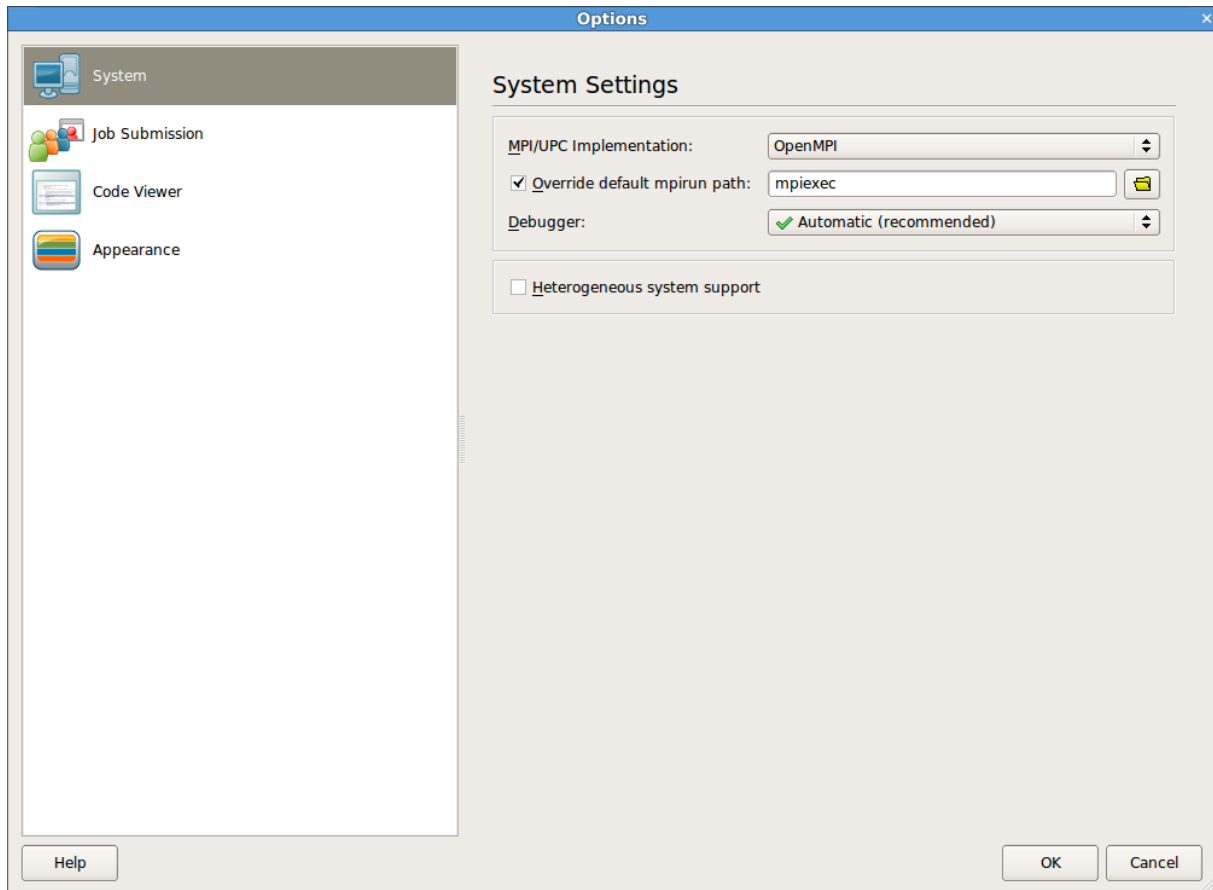 Options
System
Job Submission
Code Viewer
Appearance
System Settings
MPI/UPC Implementation: OpenMPI
Override default mpirun path: mpiexec
Debugger: Automatic (recommended)
Heterogeneous system support
Help OK Cancel